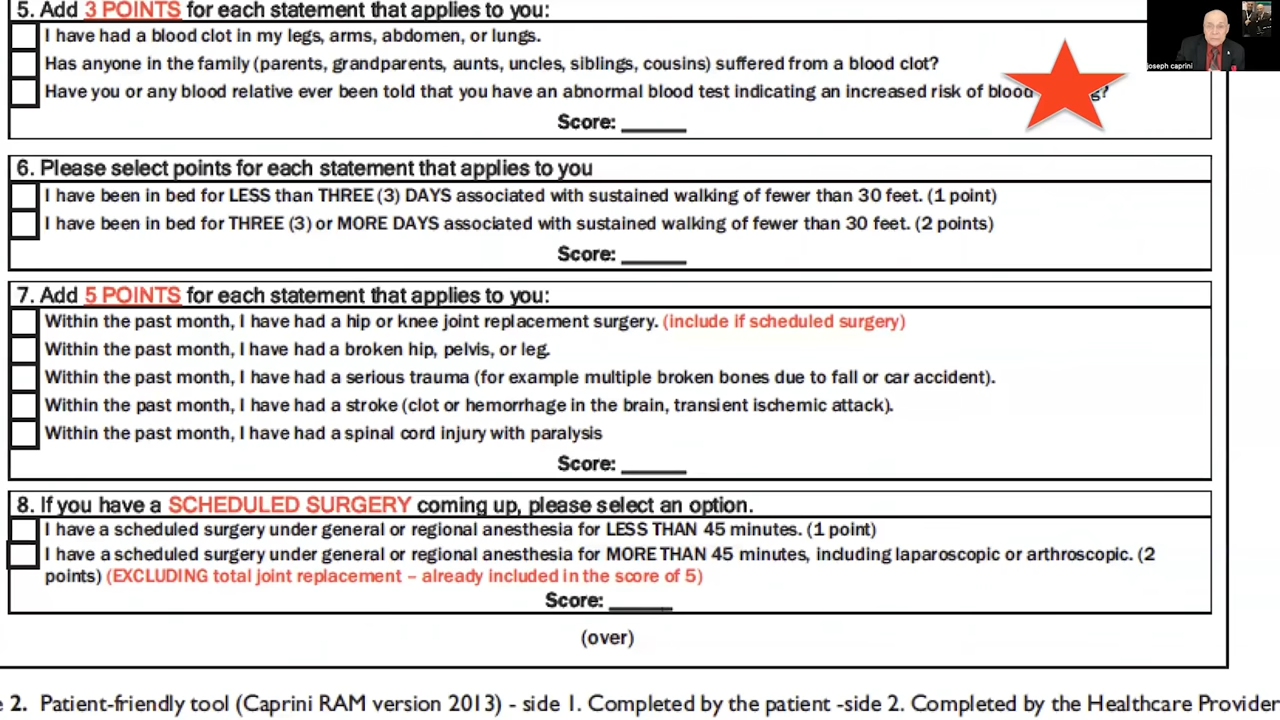 5. Add 3 POINTS for each statement that applies to you:
I have had a blood clot in my legs, arms, abdomen, or lungs.
Has anyone in the family (parents, grandparents, aunts, uncles, siblings, cousins) suffered from a blood clot?
Have you or any blood relative ever been told that you have an abnormal blood test indicating an increased risk of blood
joseph caprini
Score: ______
6. Please select points for each statement that applies to you
I have been in bed for LESS than THREE (3) DAYS associated with sustained walking of fewer than 30 feet. (1 point)
I have been in bed for THREE (3) or MORE DAYS associated with sustained walking of fewer than 30 feet. (2 points)
Score: ______
7. Add 5 POINTS for each statement that applies to you:
Within the past month, I have had a hip or knee joint replacement surgery. (include if scheduled surgery)
Within the past month, I have had a broken hip, pelvis, or leg.
Within the past month, I have had a serious trauma (for example multiple broken bones due to fall or car accident).
Within the past month, I have had a stroke (clot or hemorrhage in the brain, transient ischemic attack).
Within the past month, I have had a spinal cord injury with paralysis
Score: ______
8. If you have a SCHEDULED SURGERY coming up, please select an option.
I have a scheduled surgery under general or regional anesthesia for LESS THAN 45 minutes. (1 point)
I have a scheduled surgery under general or regional anesthesia for MORE THAN 45 minutes, including laparoscopic or arthroscopic. (2
points) (EXCLUDING total joint replacement – already included in the score of 5)
Score: ______
(over)
2. Patient-friendly tool (Caprini RAM version 2013) - side 1. Completed by the patient -side 2. Completed by the Healthcare Provider